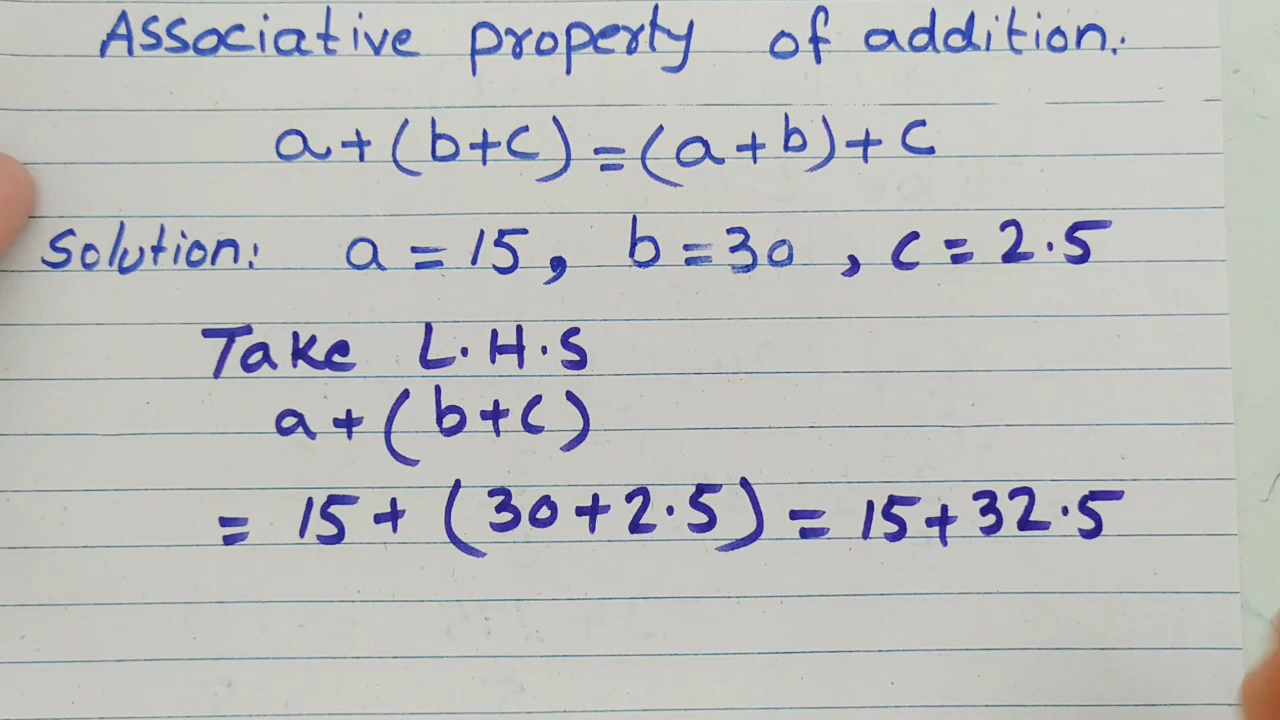 Associative property of addition.
a+(b+c)=(a+b)+c
Solution: a=15, b=30, c=2.5
Take L.H.S
a+(b+c)
= 15+(30+2.5)=15+32.5